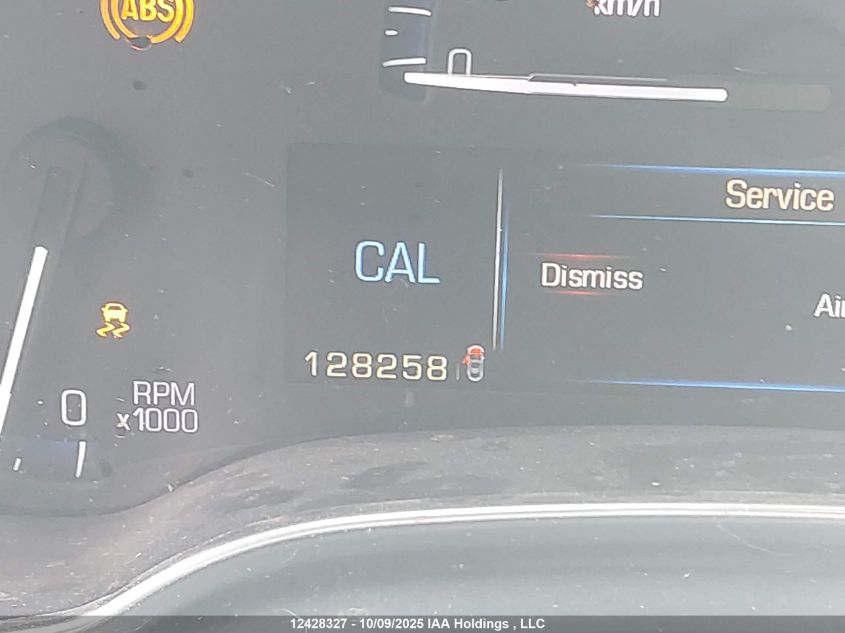 ABS
km/h
0
Service
CAL
Dismiss
128258
RPM
0
x1000
12428327 - 10/09/2025 IAA Holdings , LLC